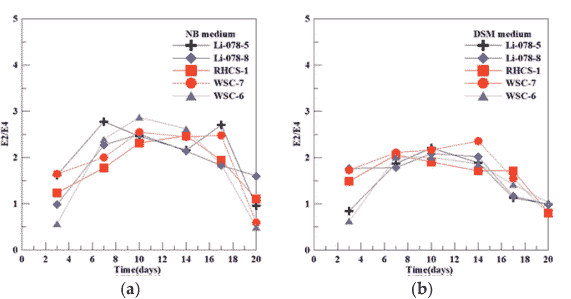 NB medium
Li-078-5
Li-078-8
RHCS-1
WSC-7
WSC-6
E2/E4
5
4
3
2
1
0
0 2 4 6 8 10 12 14 16 18 20
Time(days)
(a)
DSM medium
Li-078-5
Li-078-8
RHCS-1
WSC-7
WSC-6
E2/E4
5
4
3
2
1
0
0 2 4 6 8 10 12 14 16 18 20
Time(days)
(b)